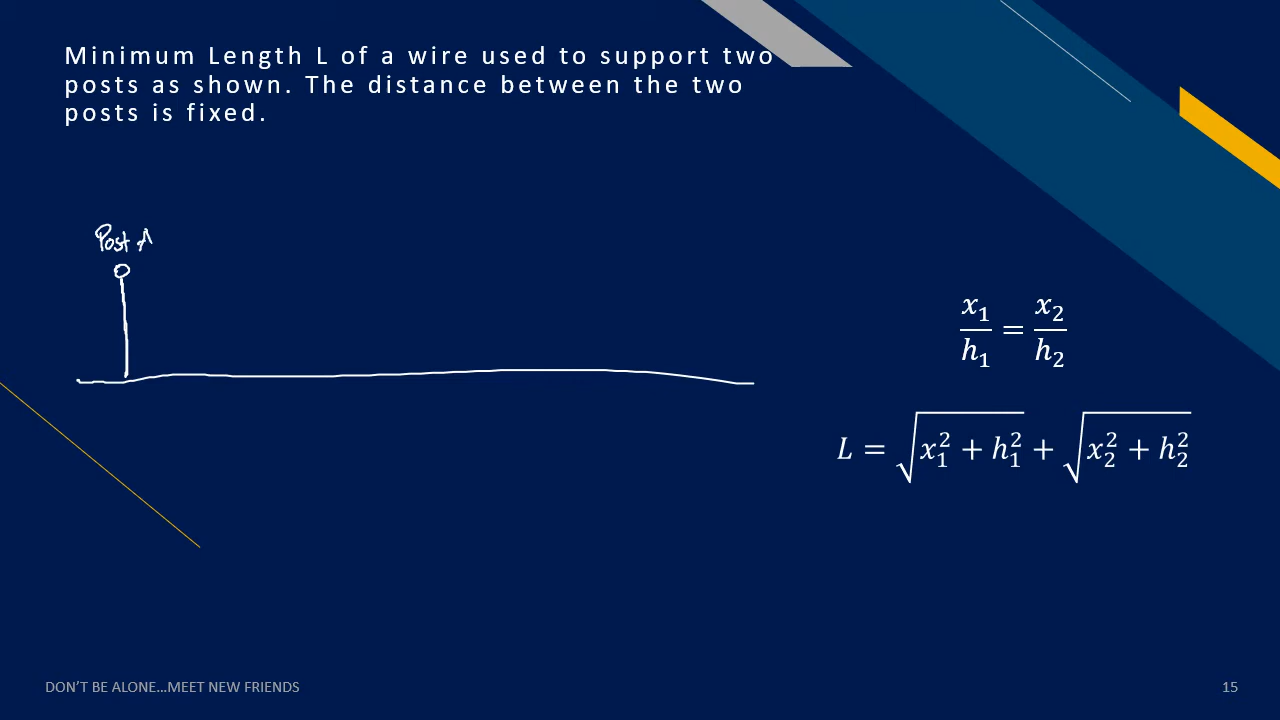 Minimum Length L of a wire used to support two
posts as shown. The distance between the two
posts is fixed.
Post A
x₁/h₁ = x₂/h₂
L = √(x₁² + h₁²) + √(x₂² + h₂²)
DON'T BE ALONE…MEET NEW FRIENDS
15